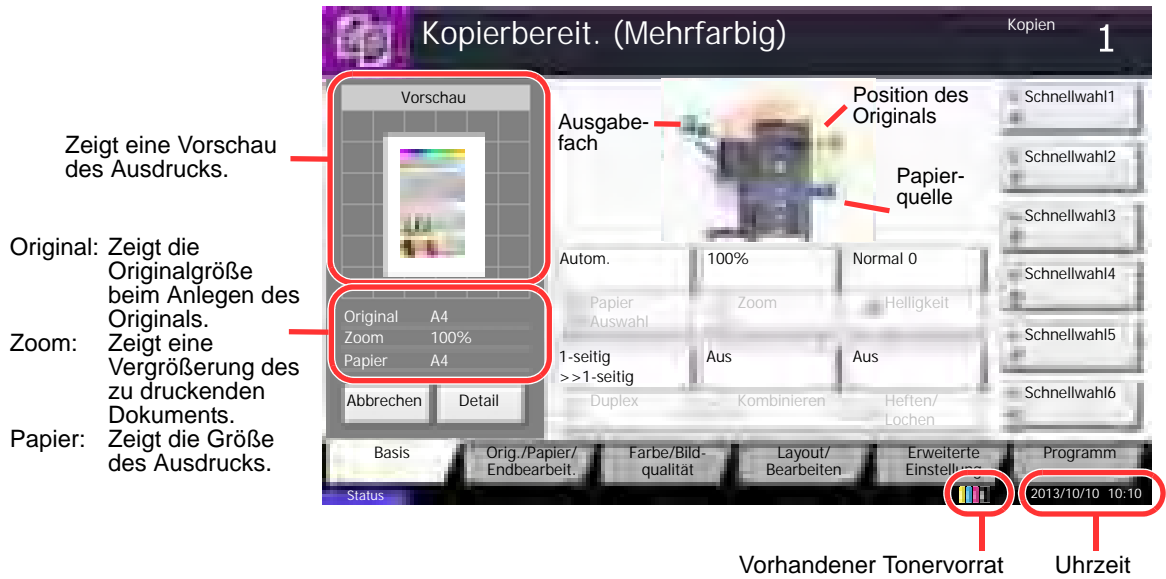 Kopierbereit. (Mehrfarbig)
Kopien
1
Vorschau
Zeigt eine Vorschau
des Ausdrucks.
Original: Zeigt die
Originalgröße
beim Anlegen des
Originals.
Zoom: Zeigt eine
Vergrößerung des
zu druckenden
Dokuments.
Papier: Zeigt die Größe
des Ausdrucks.
Original A4
Zoom 100%
Papier A4
Abbrechen
Detail
Ausgabe-
fach
Position des
Originals
Papier-
quelle
Autom.
Papier
Auswahl
100%
Zoom
Normal 0
Helligkeit
1-seitig
>>1-seitig
Duplex
Aus
Kombinieren
Aus
Heften/
Lochen
Schnellwahl1
Schnellwahl2
Schnellwahl3
Schnellwahl4
Schnellwahl5
Schnellwahl6
Basis
Orig./Papier/
Endbearbeit.
Farbe/Bild-
qualität
Layout/
Bearbeiten
Erweiterte
Einstellung
Programm
Status
2013/10/10 10:10
Vorhandener Tonervorrat
Uhrzeit